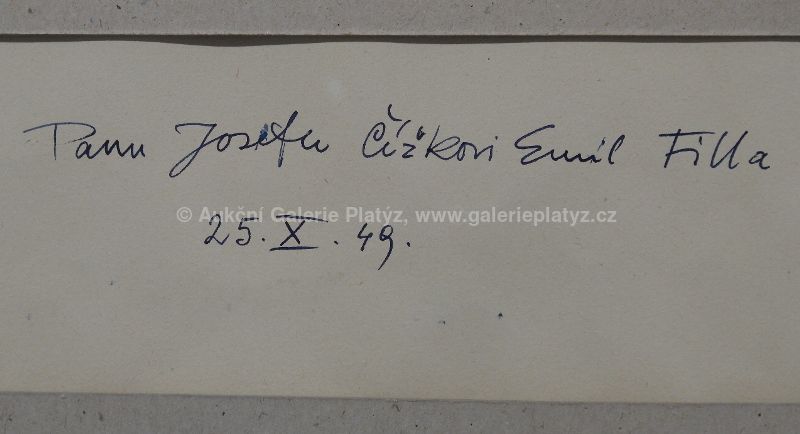 Panu Josefu Čížkovi Emil Filla
© Aukční Galerie Platýz, www.galerieplatyz.cz
25. X. 49.